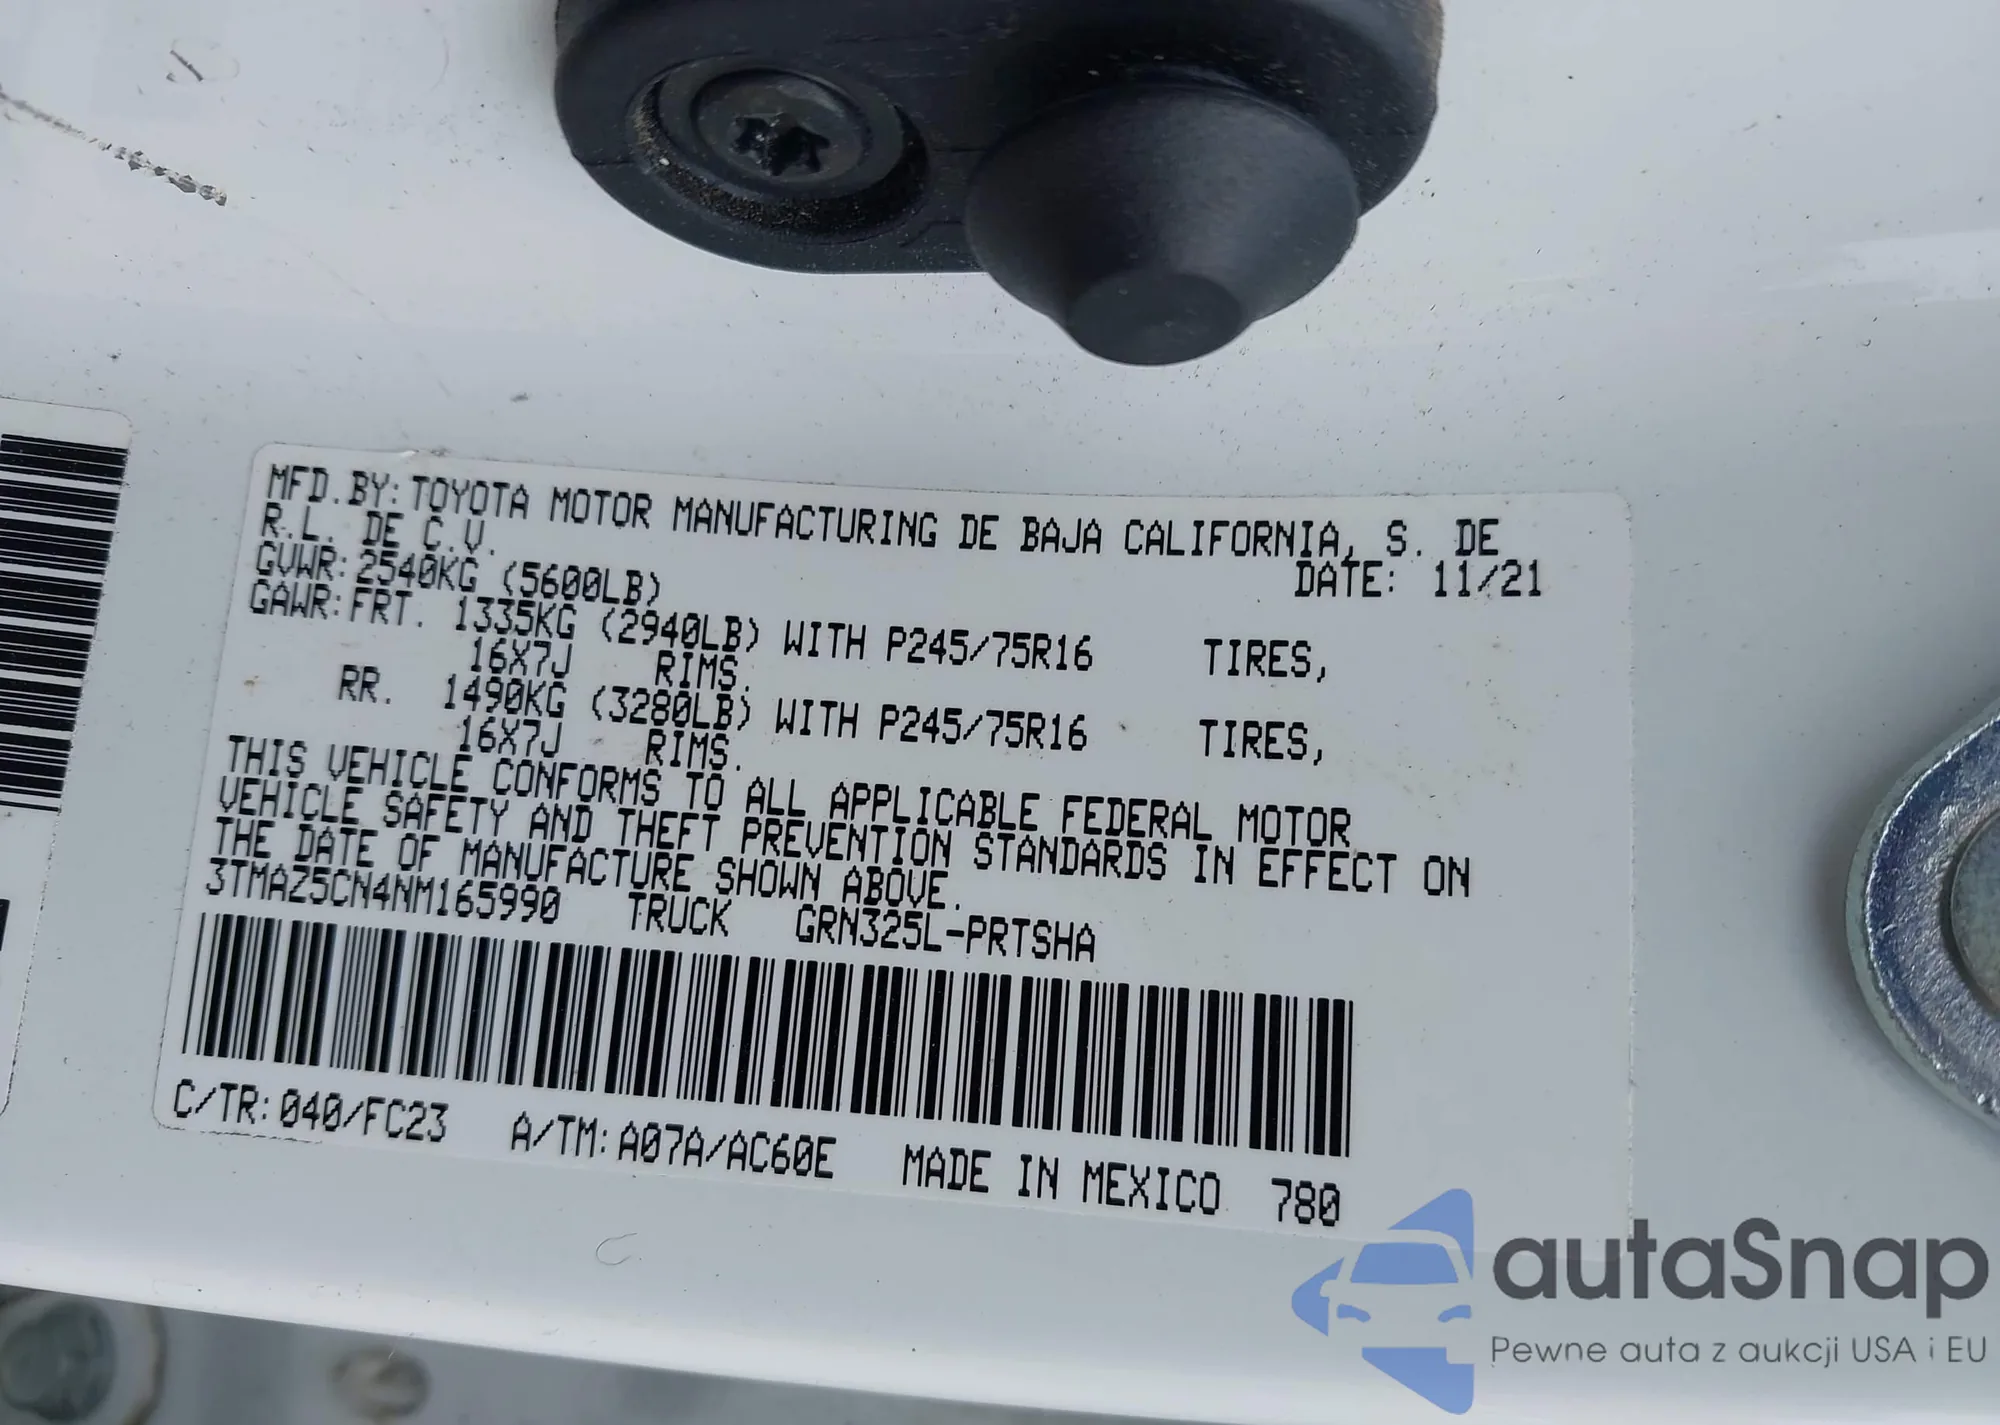 MFD.BY: TOYOTA MOTOR MANUFACTURING DE BAJA CALIFORNIA, S. DE
R.L. DE C.V.
DATE: 11/21
GVWR: 2540KG (5600LB)
GAWR: FRT. 1335KG (2940LB) WITH P245/75R16 TIRES,
16X7J RIMS.
RR. 1490KG (3280LB) WITH P245/75R16 TIRES,
16X7J RIMS.
THIS VEHICLE CONFORMS TO ALL APPLICABLE FEDERAL MOTOR
VEHICLE SAFETY AND THEFT PREVENTION STANDARDS IN EFFECT ON
THE DATE OF MANUFACTURE SHOWN ABOVE.
3TMAZ5CN4NM165990 TRUCK GRN325L-PRTSHA
C/TR: 040/FC23 A/TM: A07A/AC60E MADE IN MEXICO 780
autaSnap
Pewne auta z aukcji USA i EU